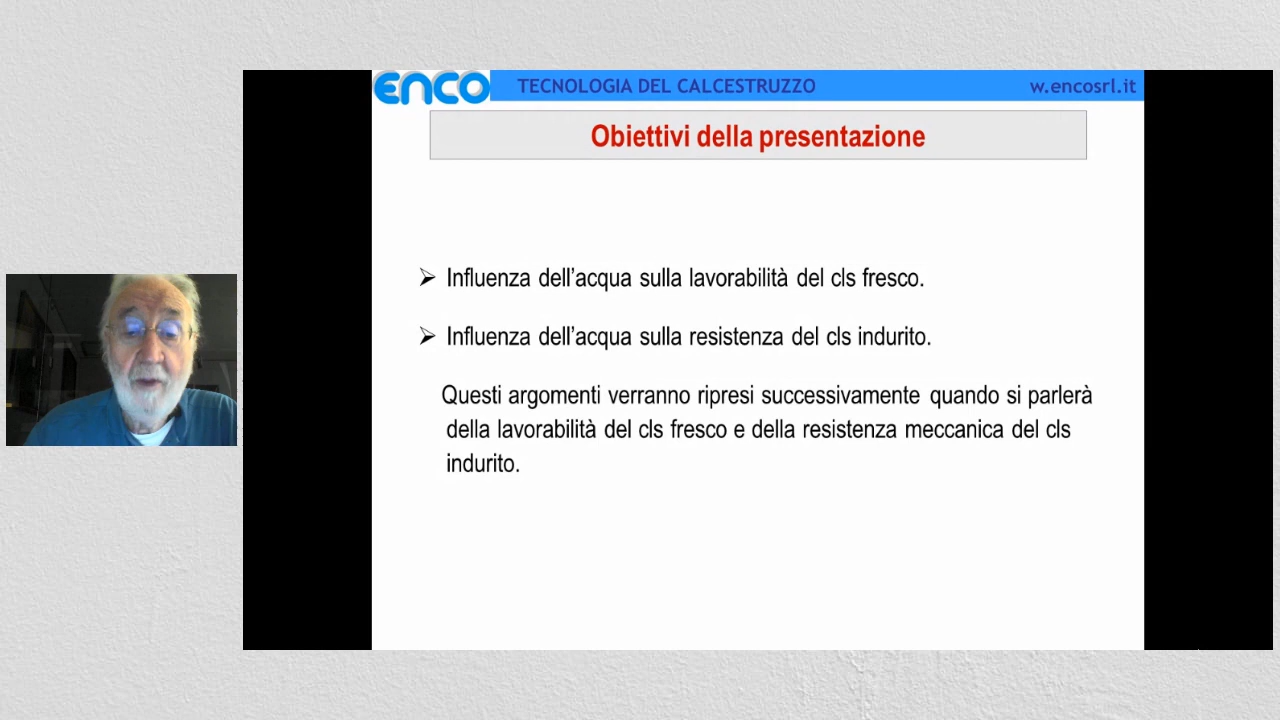 enco TECNOLOGIA DEL CALCESTRUZZO w.encosrl.it
Obiettivi della presentazione
➢ Influenza dell'acqua sulla lavorabilità del cls fresco.
➢ Influenza dell'acqua sulla resistenza del cls indurito.
Questi argomenti verranno ripresi successivamente quando si parlerà
della lavorabilità del cls fresco e della resistenza meccanica del cls
indurito.